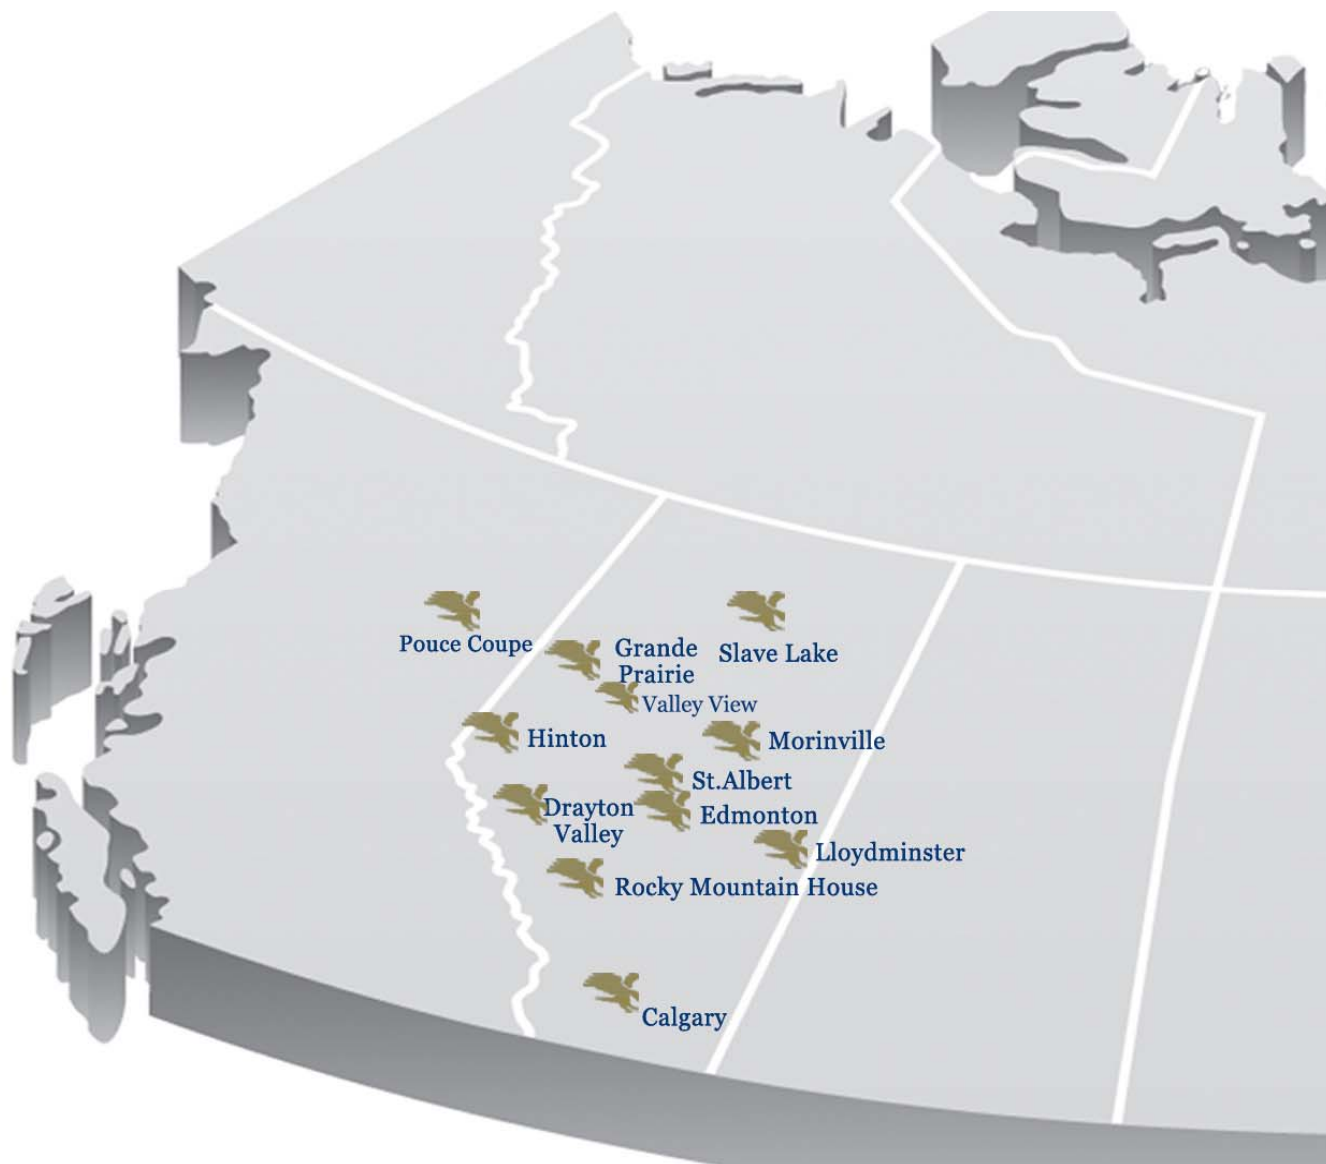 Pouce Coupe
Grande
Prairie
Slave Lake
Valley View
Hinton
Morinville
St.Albert
Drayton
Valley
Edmonton
Lloydminster
Rocky Mountain House
Calgary